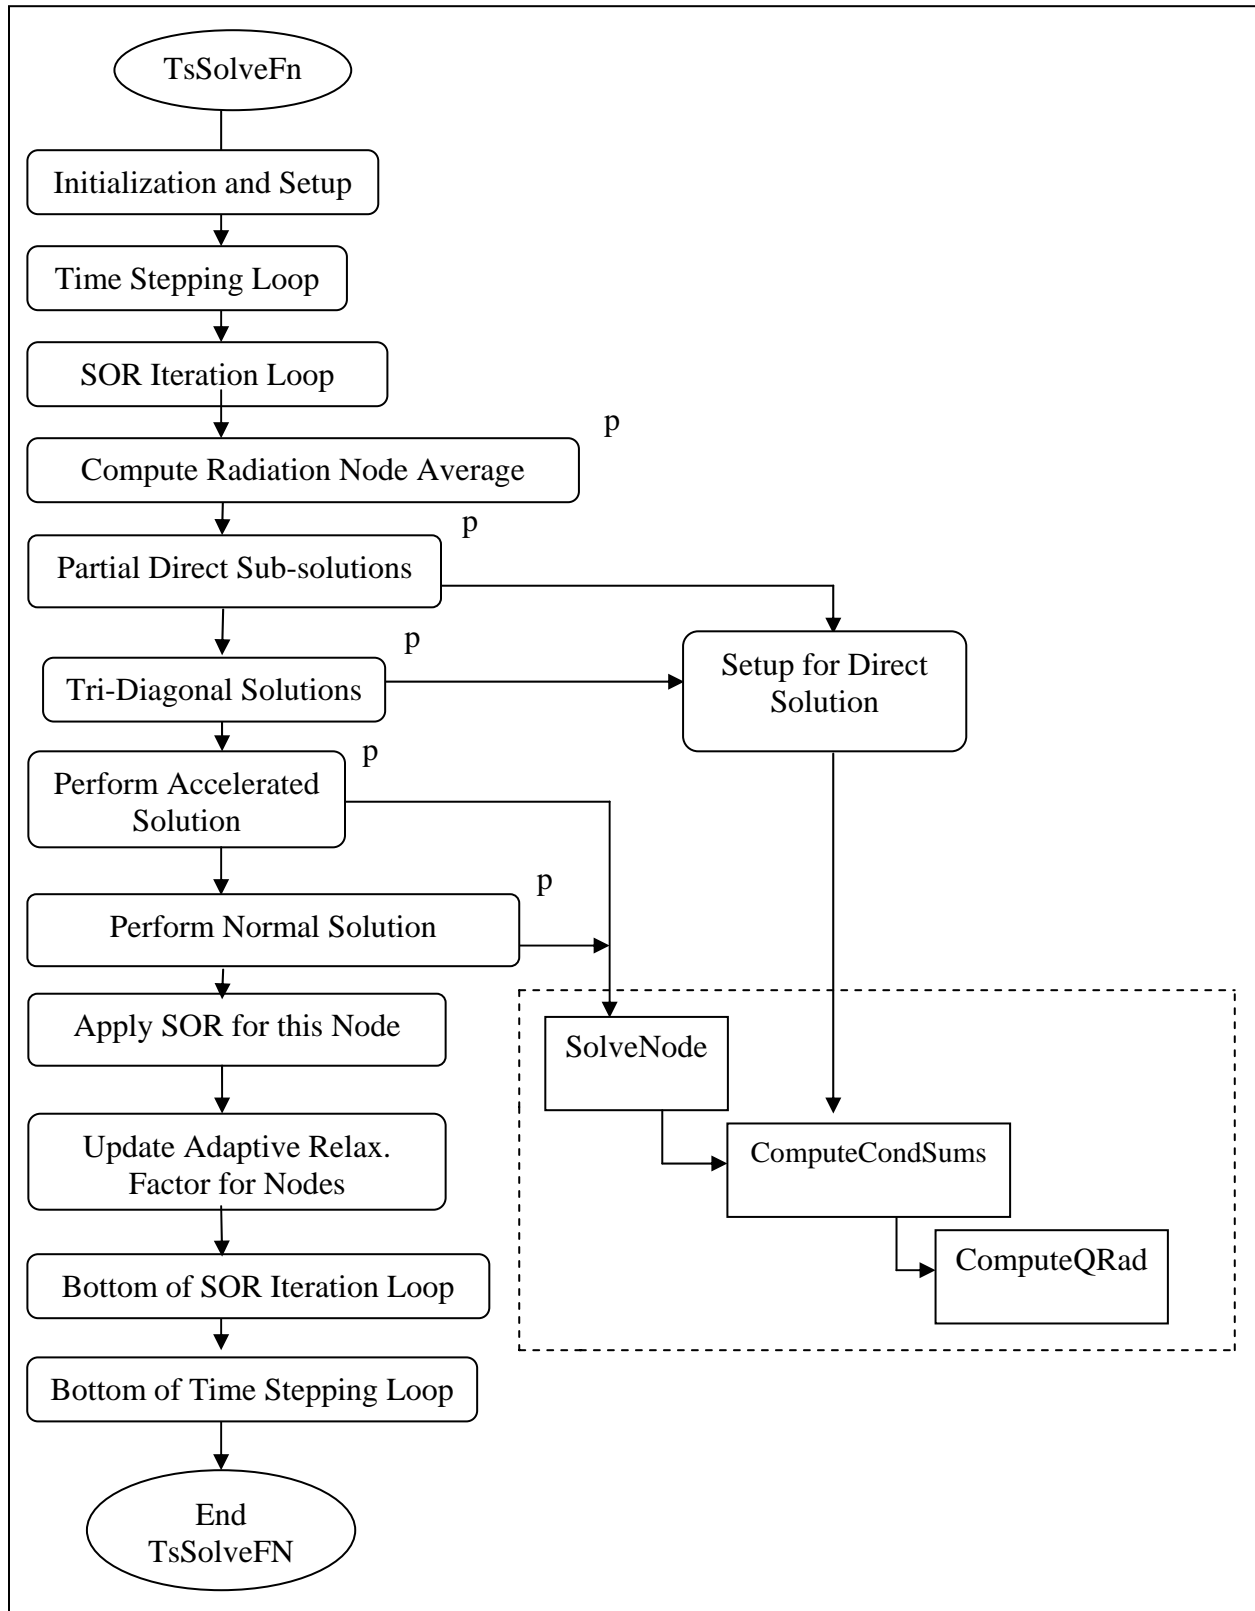 TsSolveFn
Initialization and Setup
Time Stepping Loop
SOR Iteration Loop
p
Compute Radiation Node Average
p
Partial Direct Sub-solutions
p
Tri-Diagonal Solutions
Setup for Direct
Solution
p
Perform Accelerated
Solution
p
Perform Normal Solution
Apply SOR for this Node
SolveNode
Update Adaptive Relax.
Factor for Nodes
ComputeCondSums
ComputeQRad
Bottom of SOR Iteration Loop
Bottom of Time Stepping Loop
End
TsSolveFN